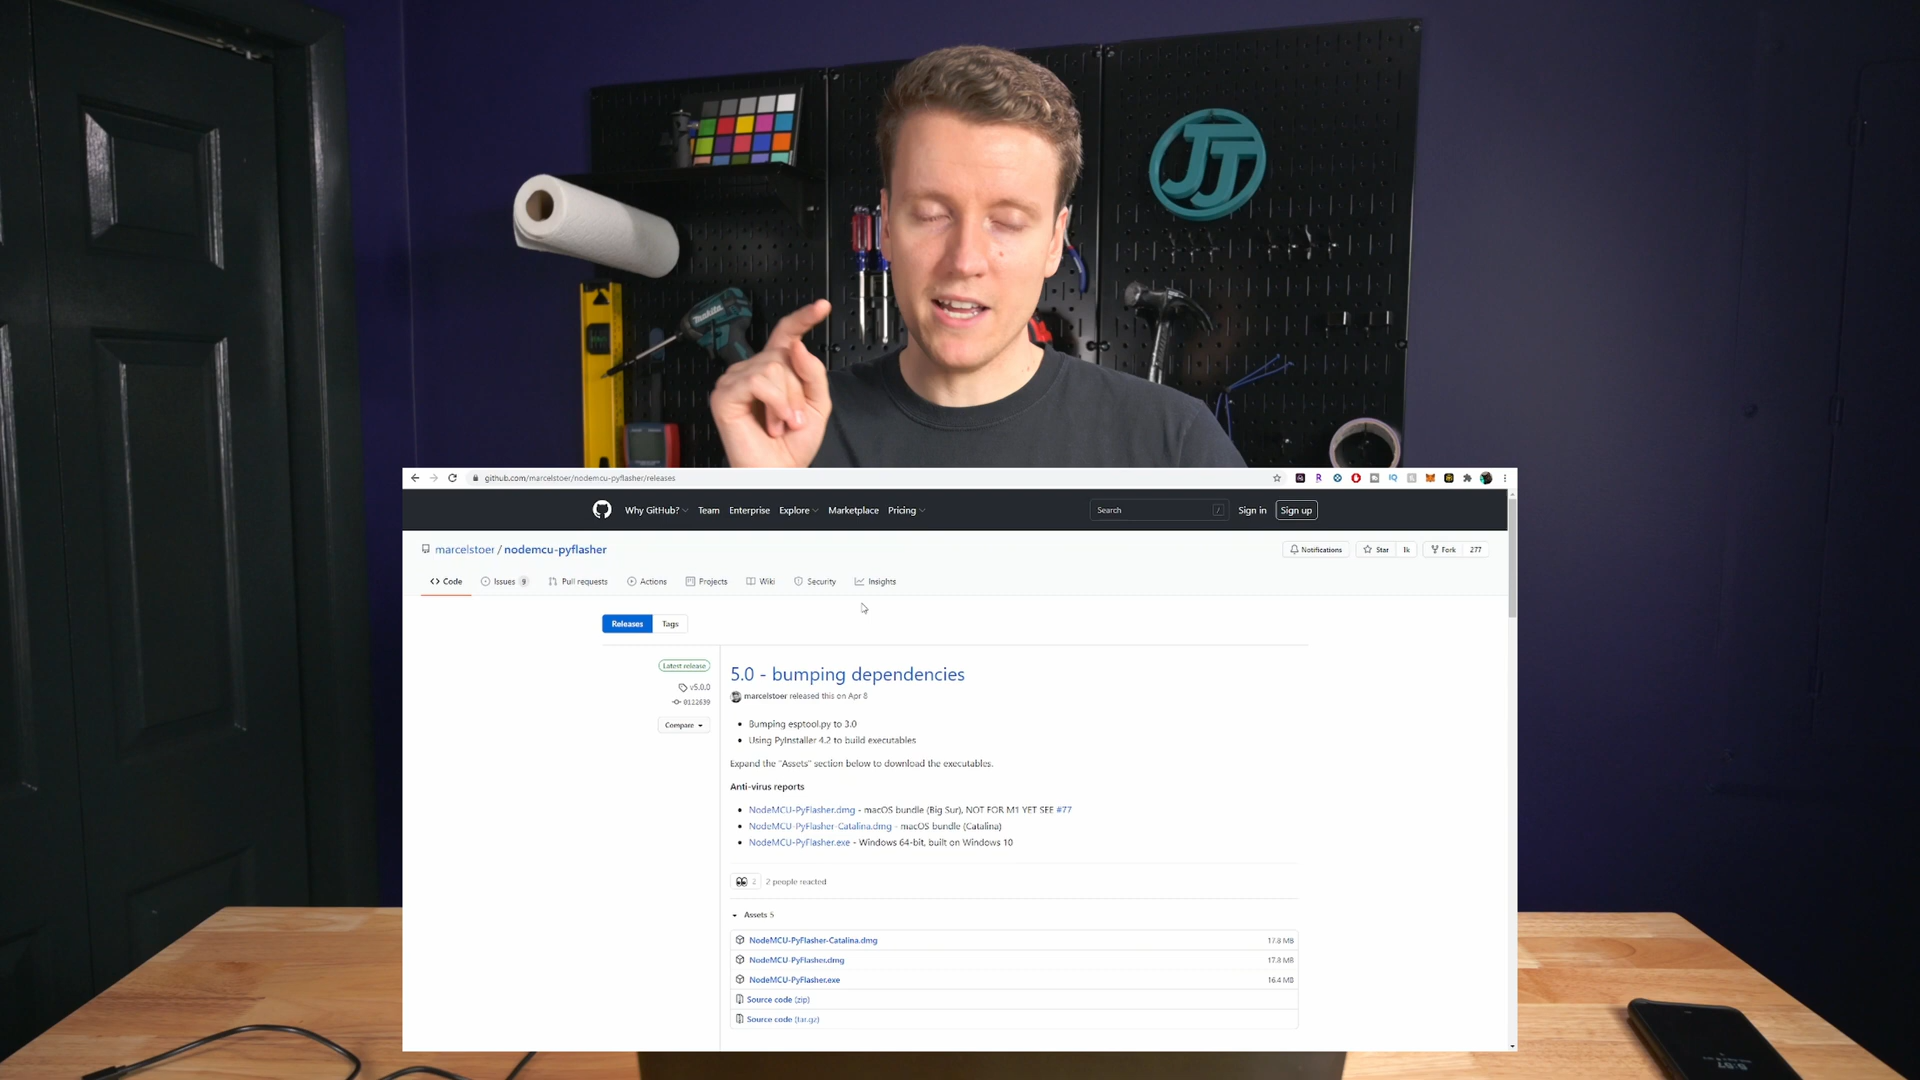 JT
makita
github.com/marcelstoer/nodemcu-pyflasher/releases
Why GitHub? Team Enterprise Explore Marketplace Pricing
Search /
Sign in Sign up
marcelstoer / nodemcu-pyflasher
Notifications Star 1k Fork 277
<> Code Issues 9 Pull requests Actions Projects Wiki Security Insights
Releases Tags
Latest release
v5.0.0
0112639
Compare
5.0 - bumping dependencies
marcelstoer released this on Apr 8
Bumping esptool.py to 3.0
Using PyInstaller 4.2 to build executables
Expand the "Assets" section below to download the executables.
Anti-virus reports
NodeMCU-PyFlasher.dmg - macOS bundle (Big Sur), NOT FOR M1 YET SEE #77
NodeMCU-PyFlasher-Catalina.dmg - macOS bundle (Catalina)
NodeMCU-PyFlasher.exe - Windows 64-bit, built on Windows 10
2 2 people reacted
Assets 5
NodeMCU-PyFlasher-Catalina.dmg 17.8 MB
NodeMCU-PyFlasher.dmg 17.8 MB
NodeMCU-PyFlasher.exe 16.4 MB
Source code (zip)
Source code (tar.gz)